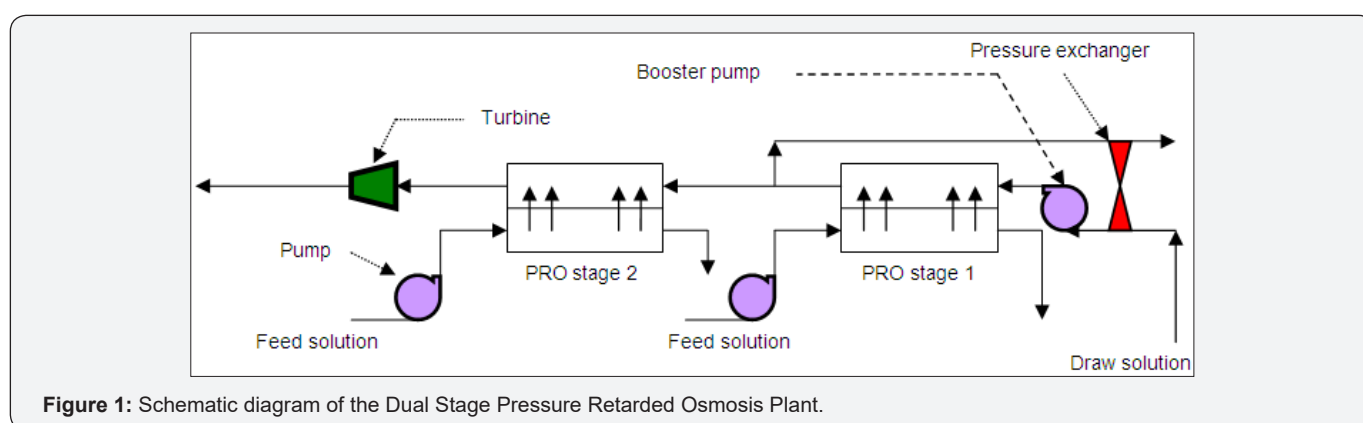 Pressure exchanger
Booster pump
Turbine
Pump
PRO stage 2
PRO stage 1
Feed solution
Feed solution
Draw solution
Figure 1: Schematic diagram of the Dual Stage Pressure Retarded Osmosis Plant.